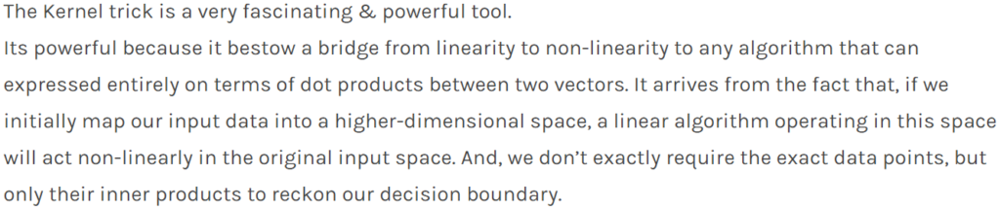 The Kernel trick is a very fascinating & powerful tool.
Its powerful because it bestow a bridge from linearity to non-linearity to any algorithm that can
expressed entirely on terms of dot products between two vectors. It arrives from the fact that, if we
initially map our input data into a higher-dimensional space, a linear algorithm operating in this space
will act non-linearly in the original input space. And, we don’t exactly require the exact data points, but
only their inner products to reckon our decision boundary.